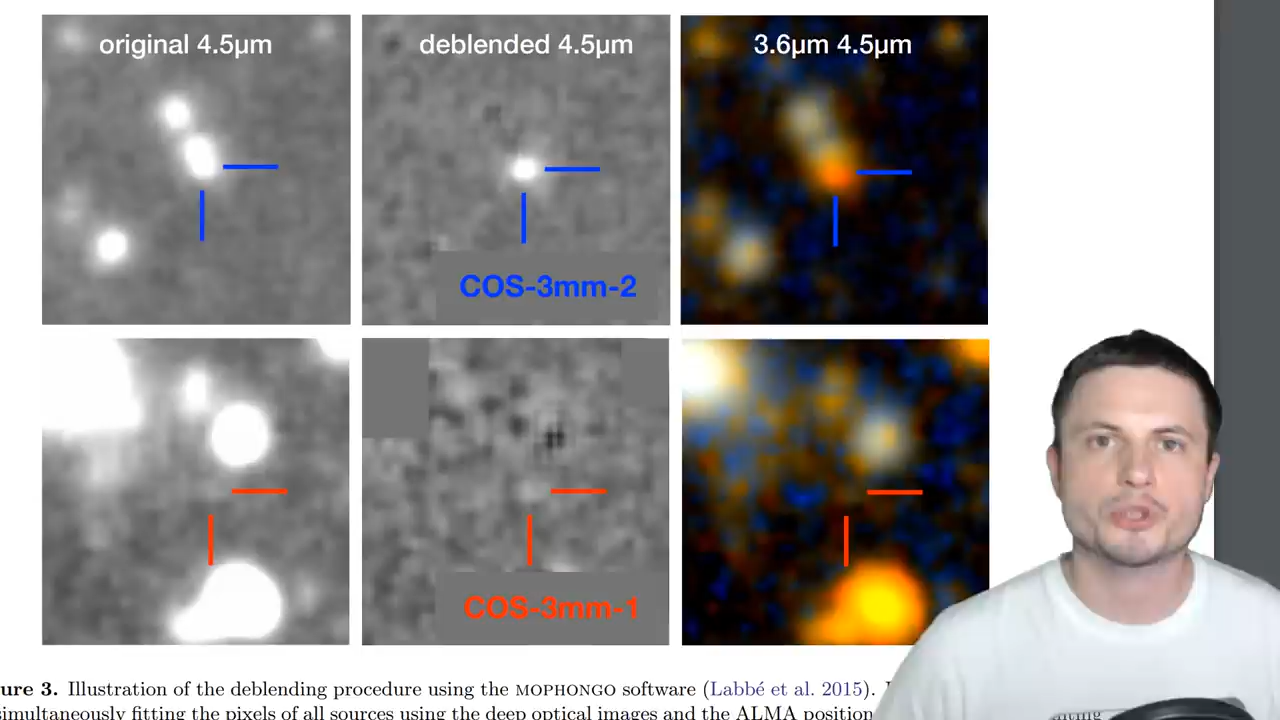 original 4.5μm
deblended 4.5μm
3.6μm 4.5μm
COS-3mm-2
COS-3mm-1
ure 3. Illustration of the deblending procedure using the MOPHONGO software (Labbé et al. 2015).
simultaneously fitting the pixels of all sources using the deep optical images and the ALMA position